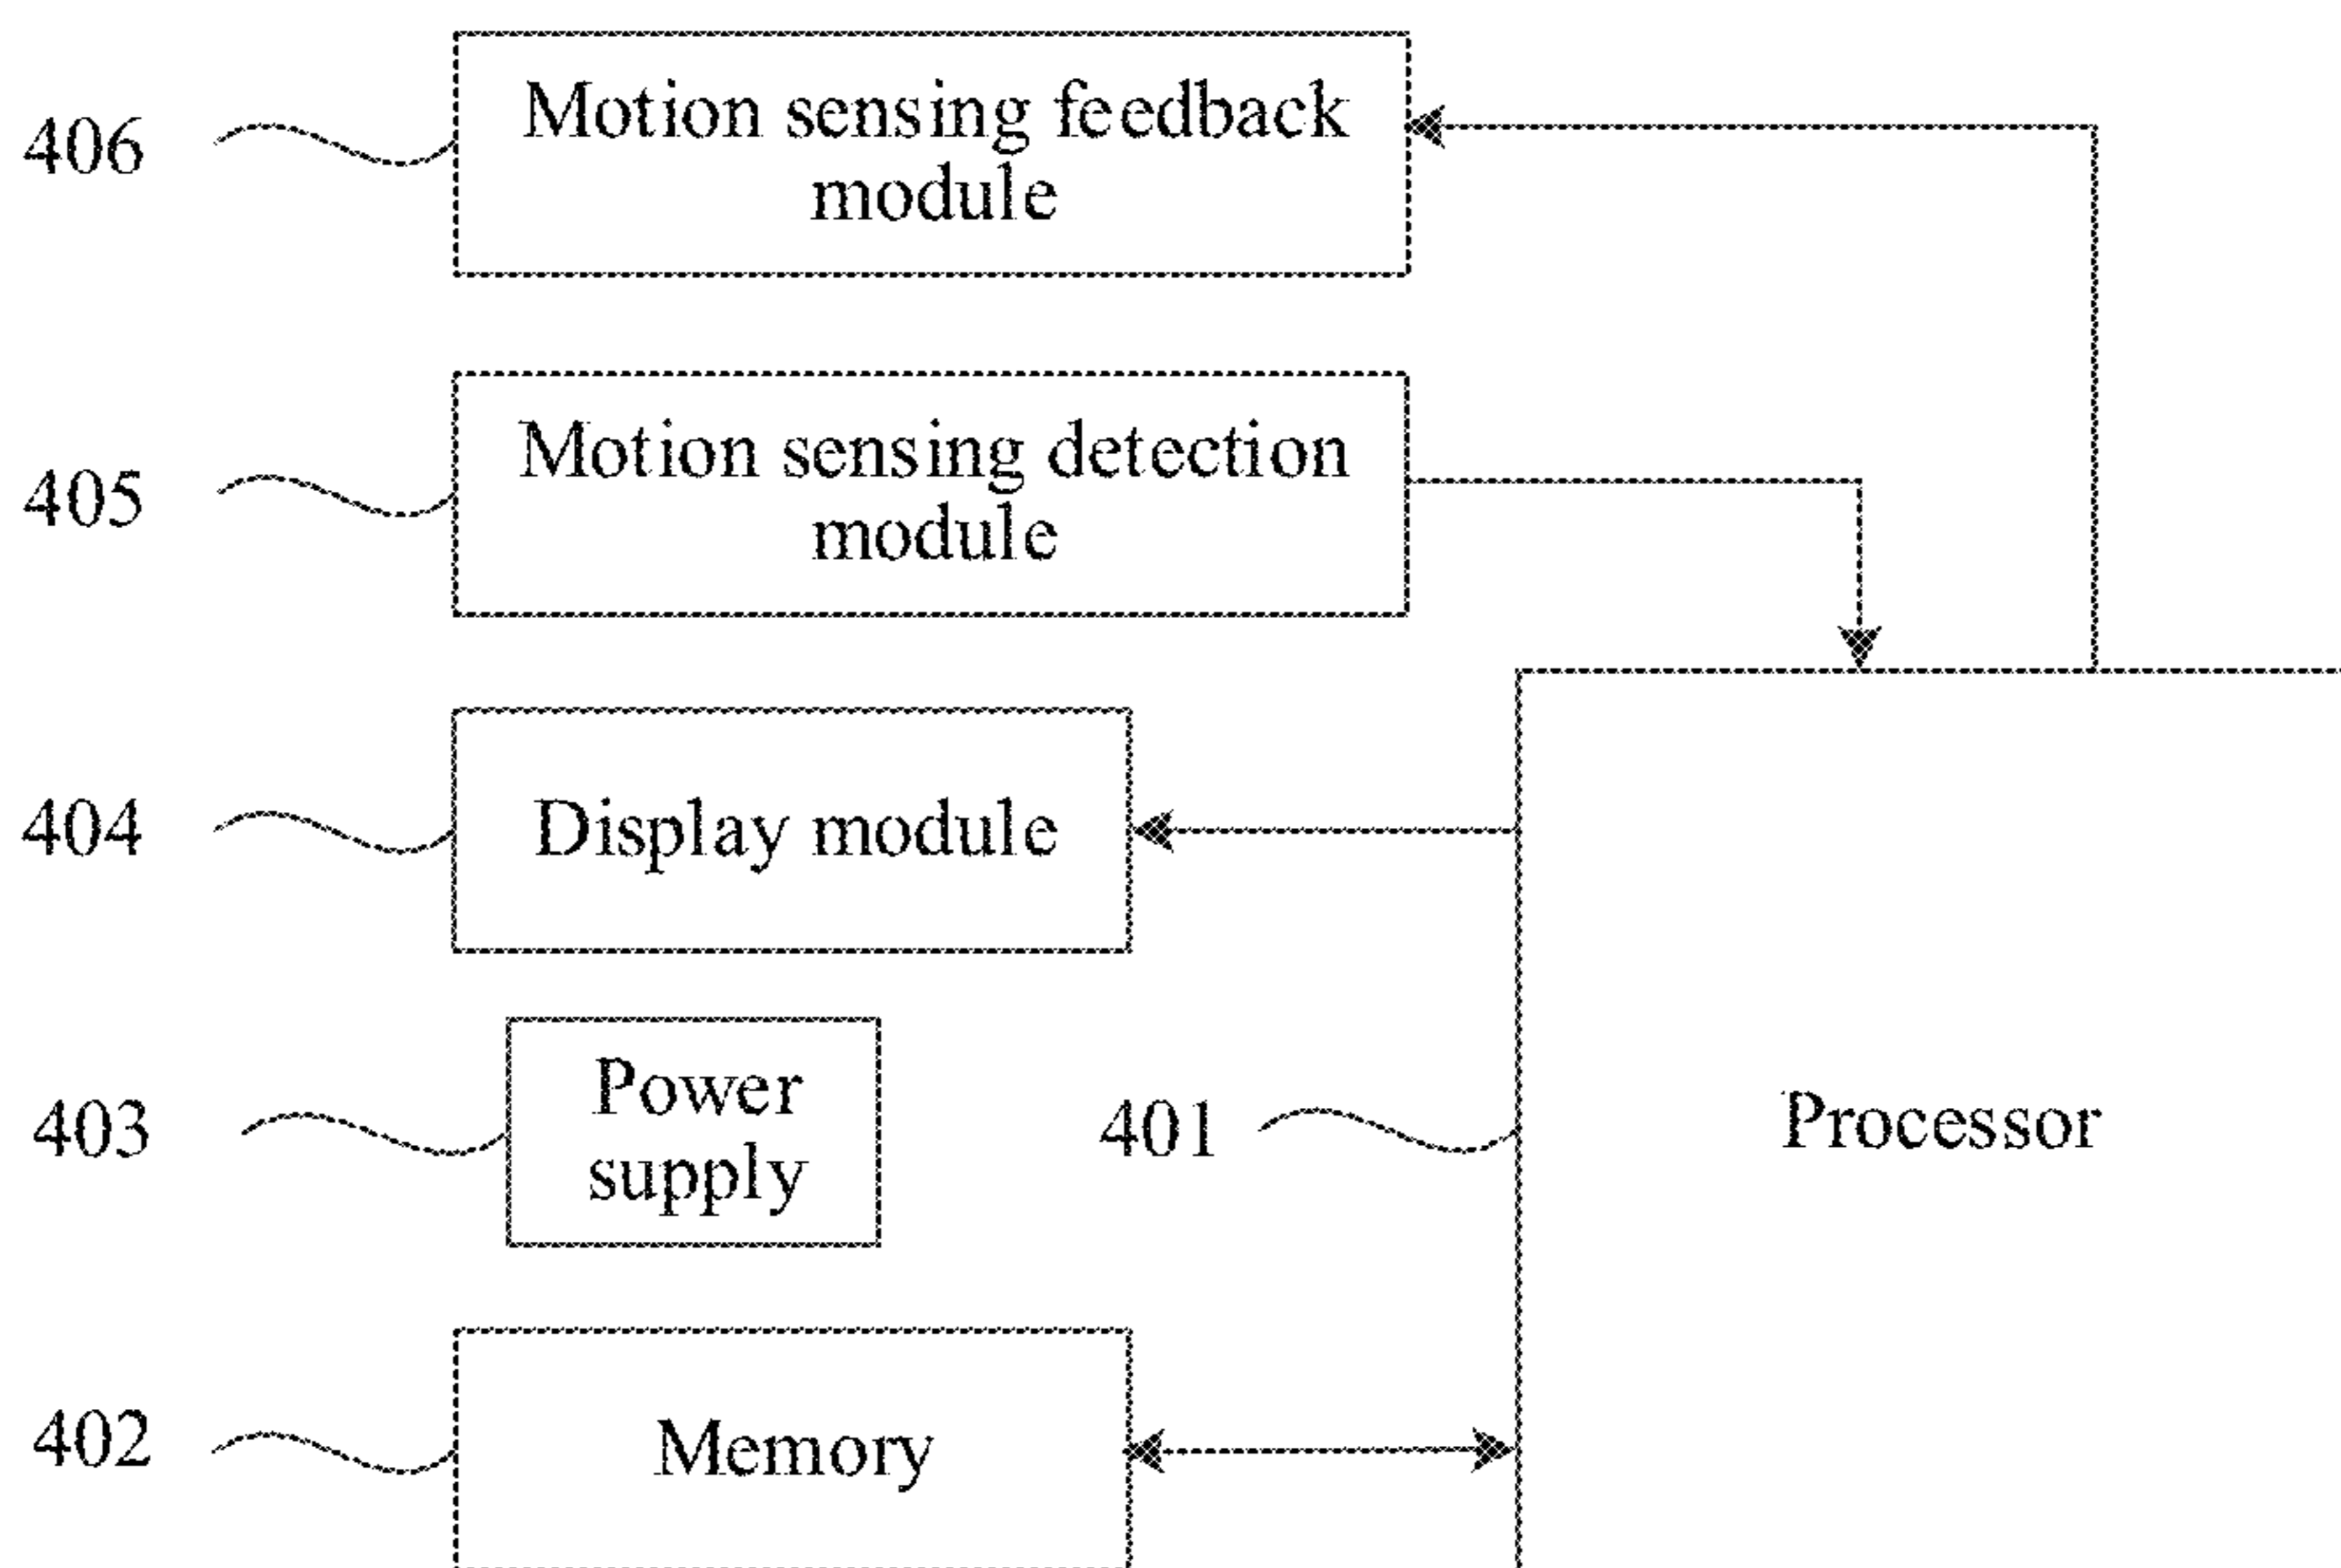 406
Motion sensing feedback
module
405
Motion sensing detection
module
404
Display module
403
Power
supply
401
Processor
402
Memory